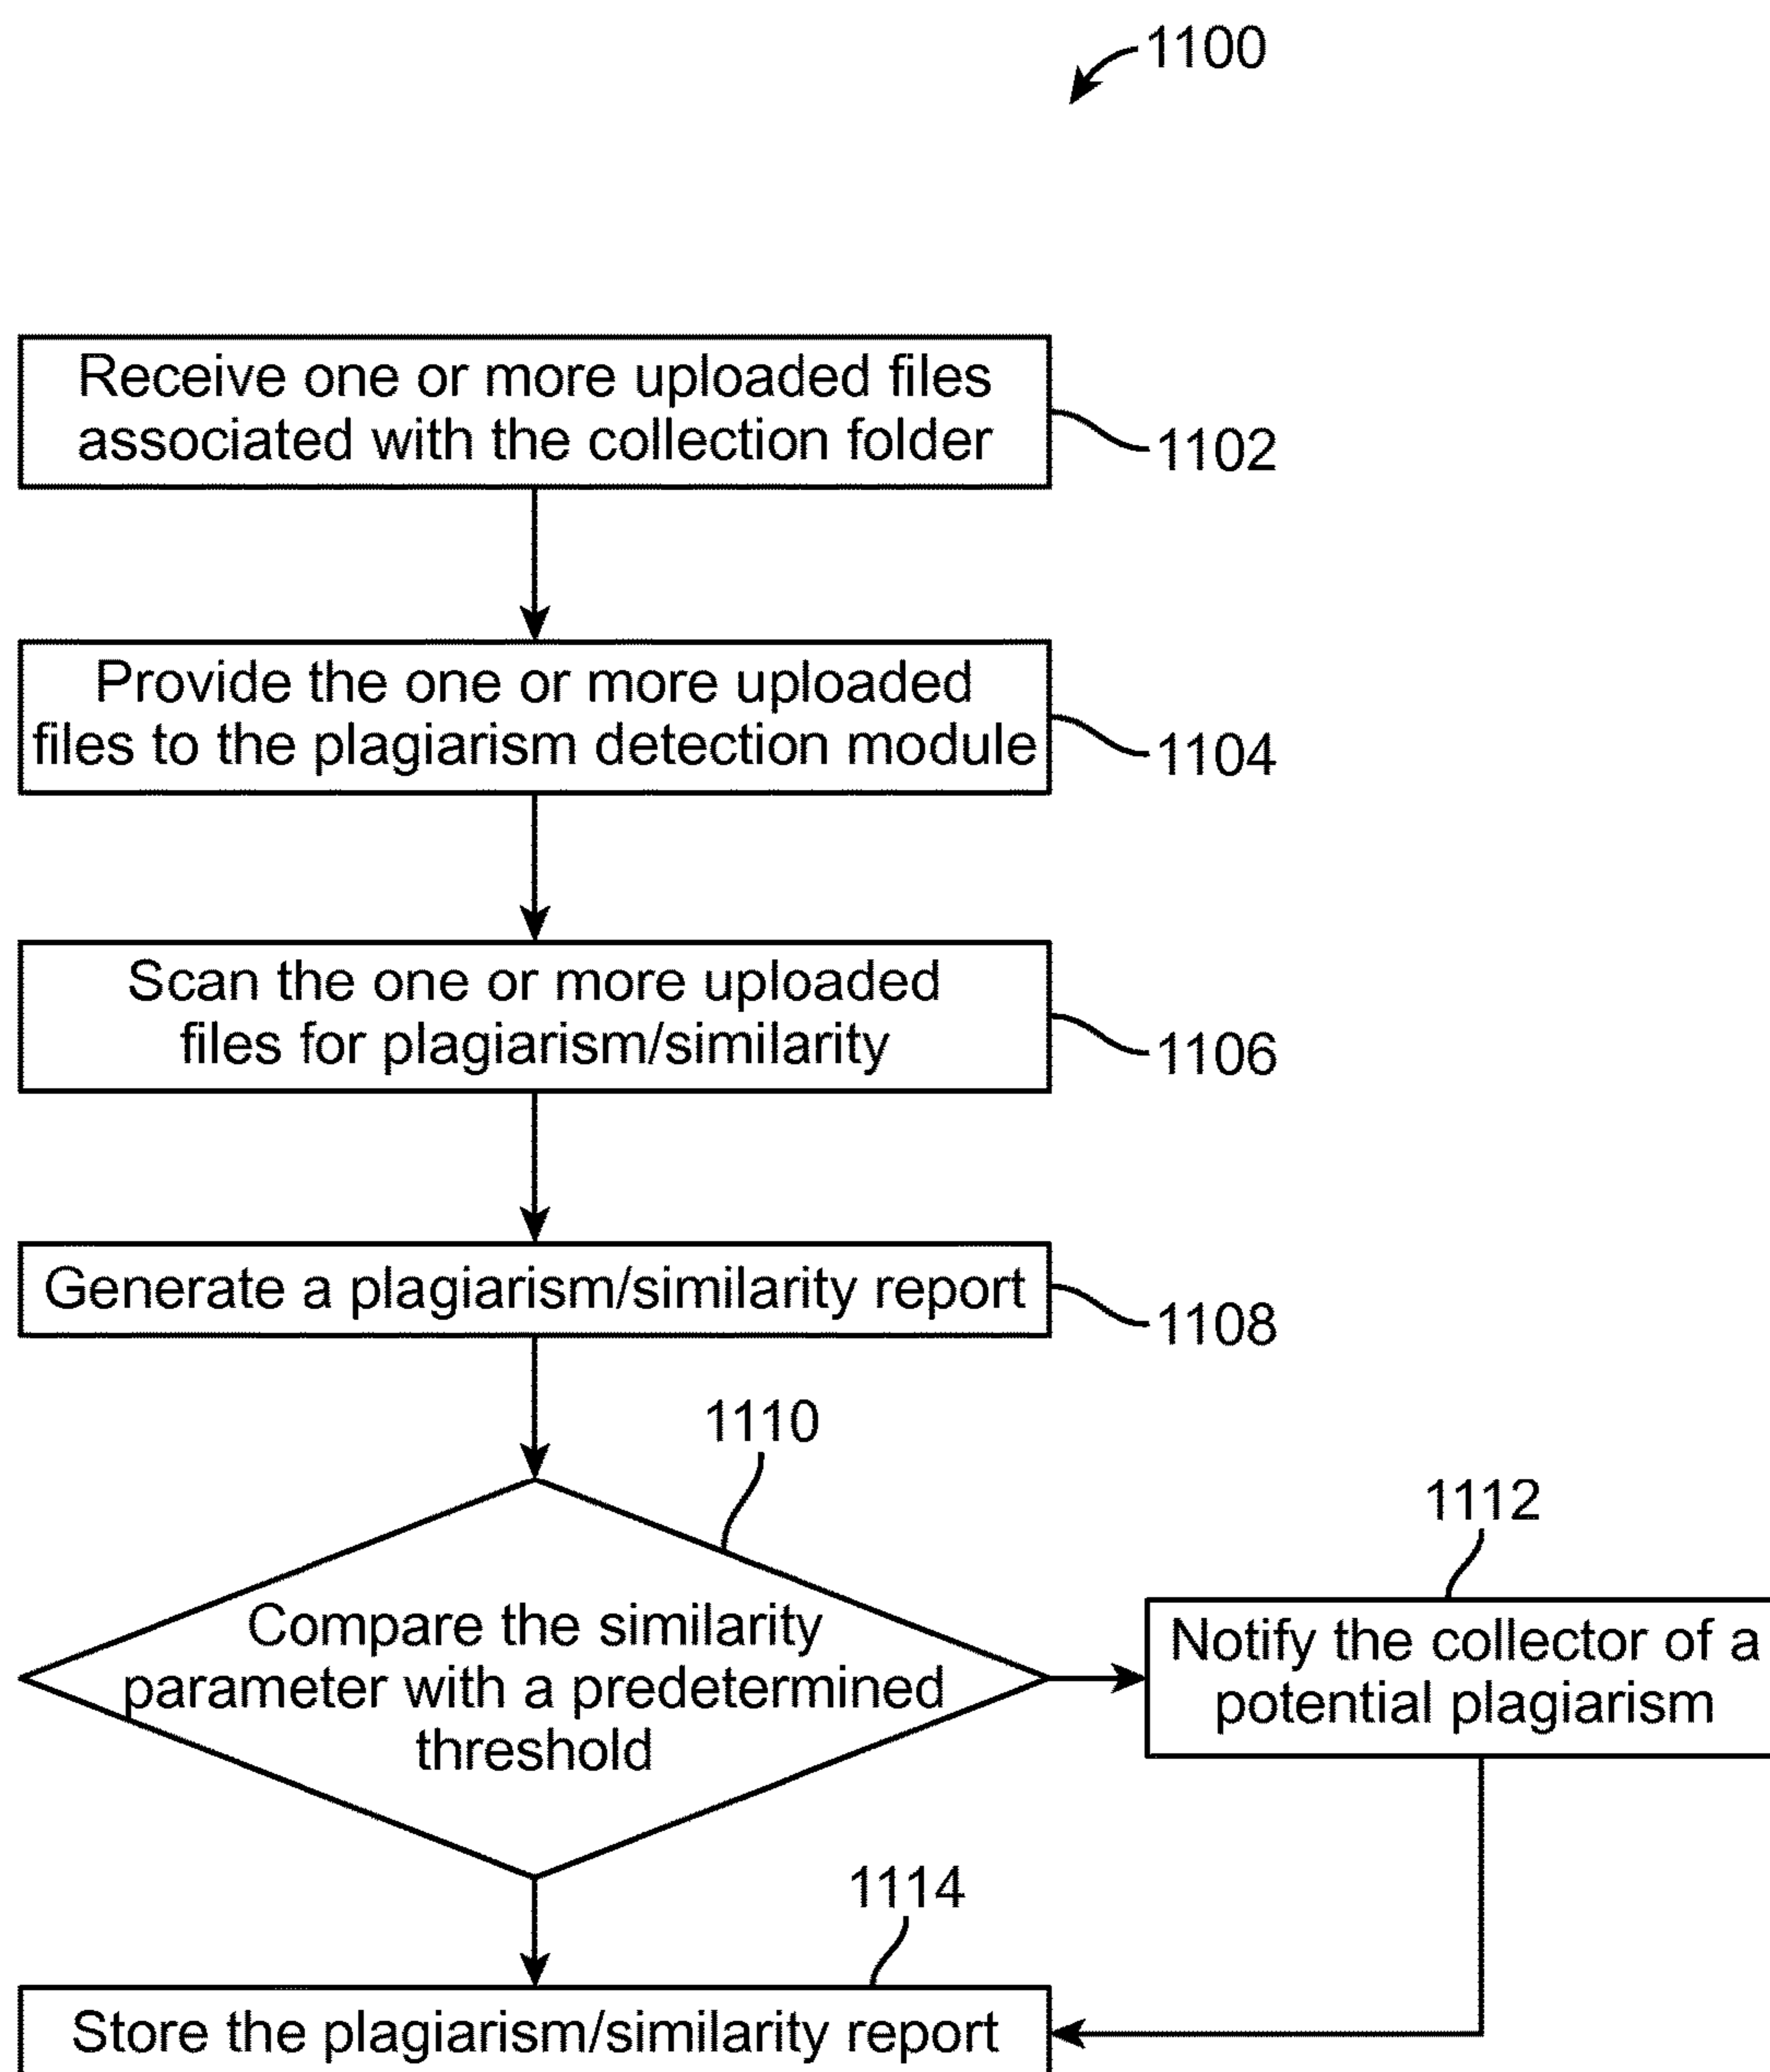 1100
Receive one or more uploaded files
associated with the collection folder
1102
Provide the one or more uploaded
files to the plagiarism detection module
1104
Scan the one or more uploaded
files for plagiarism/similarity
1106
Generate a plagiarism/similarity report
1108
1110
Compare the similarity
parameter with a predetermined
threshold
1112
Notify the collector of a
potential plagiarism
1114
Store the plagiarism/similarity report